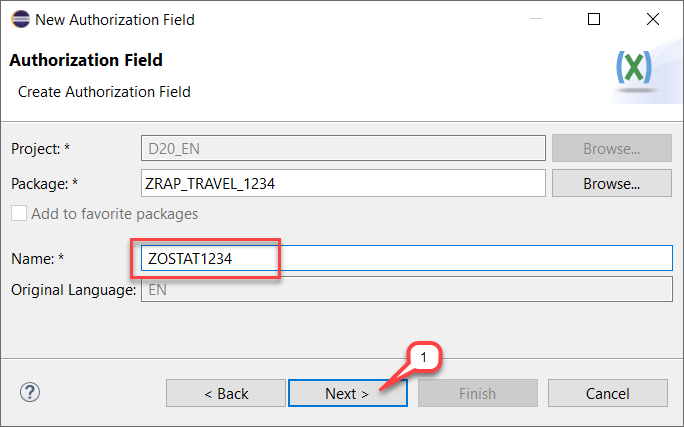 New Authorization Field
Authorization Field
(X)
Create Authorization Field
Project: * D20_EN Browse...
Package: * ZRAP_TRAVEL_1234 Browse...
Add to favorite packages
Name: * ZOSTAT1234
Original Language: EN
1
? < Back Next > Finish Cancel